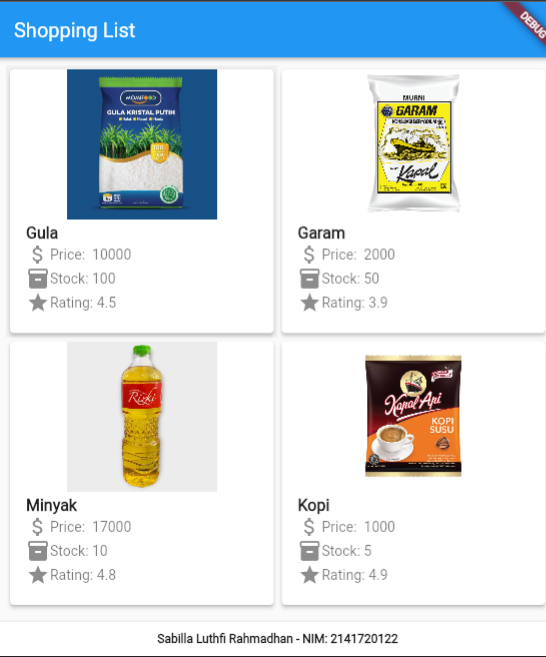 Shopping List
DEBUG
MOMFOOD
GULA KRISTAL PUTIH
Gula
Price: 10000
Stock: 100
Rating: 4.5
MURNI
GARAM
Kapal
Garam
Price: 2000
Stock: 50
Rating: 3.9
Rizki
Minyak
Price: 17000
Stock: 10
Rating: 4.8
Kapal Api
KOPI
SUSU
Kopi
Price: 1000
Stock: 5
Rating: 4.9
Sabilla Luthfi Rahmadhan - NIM: 2141720122